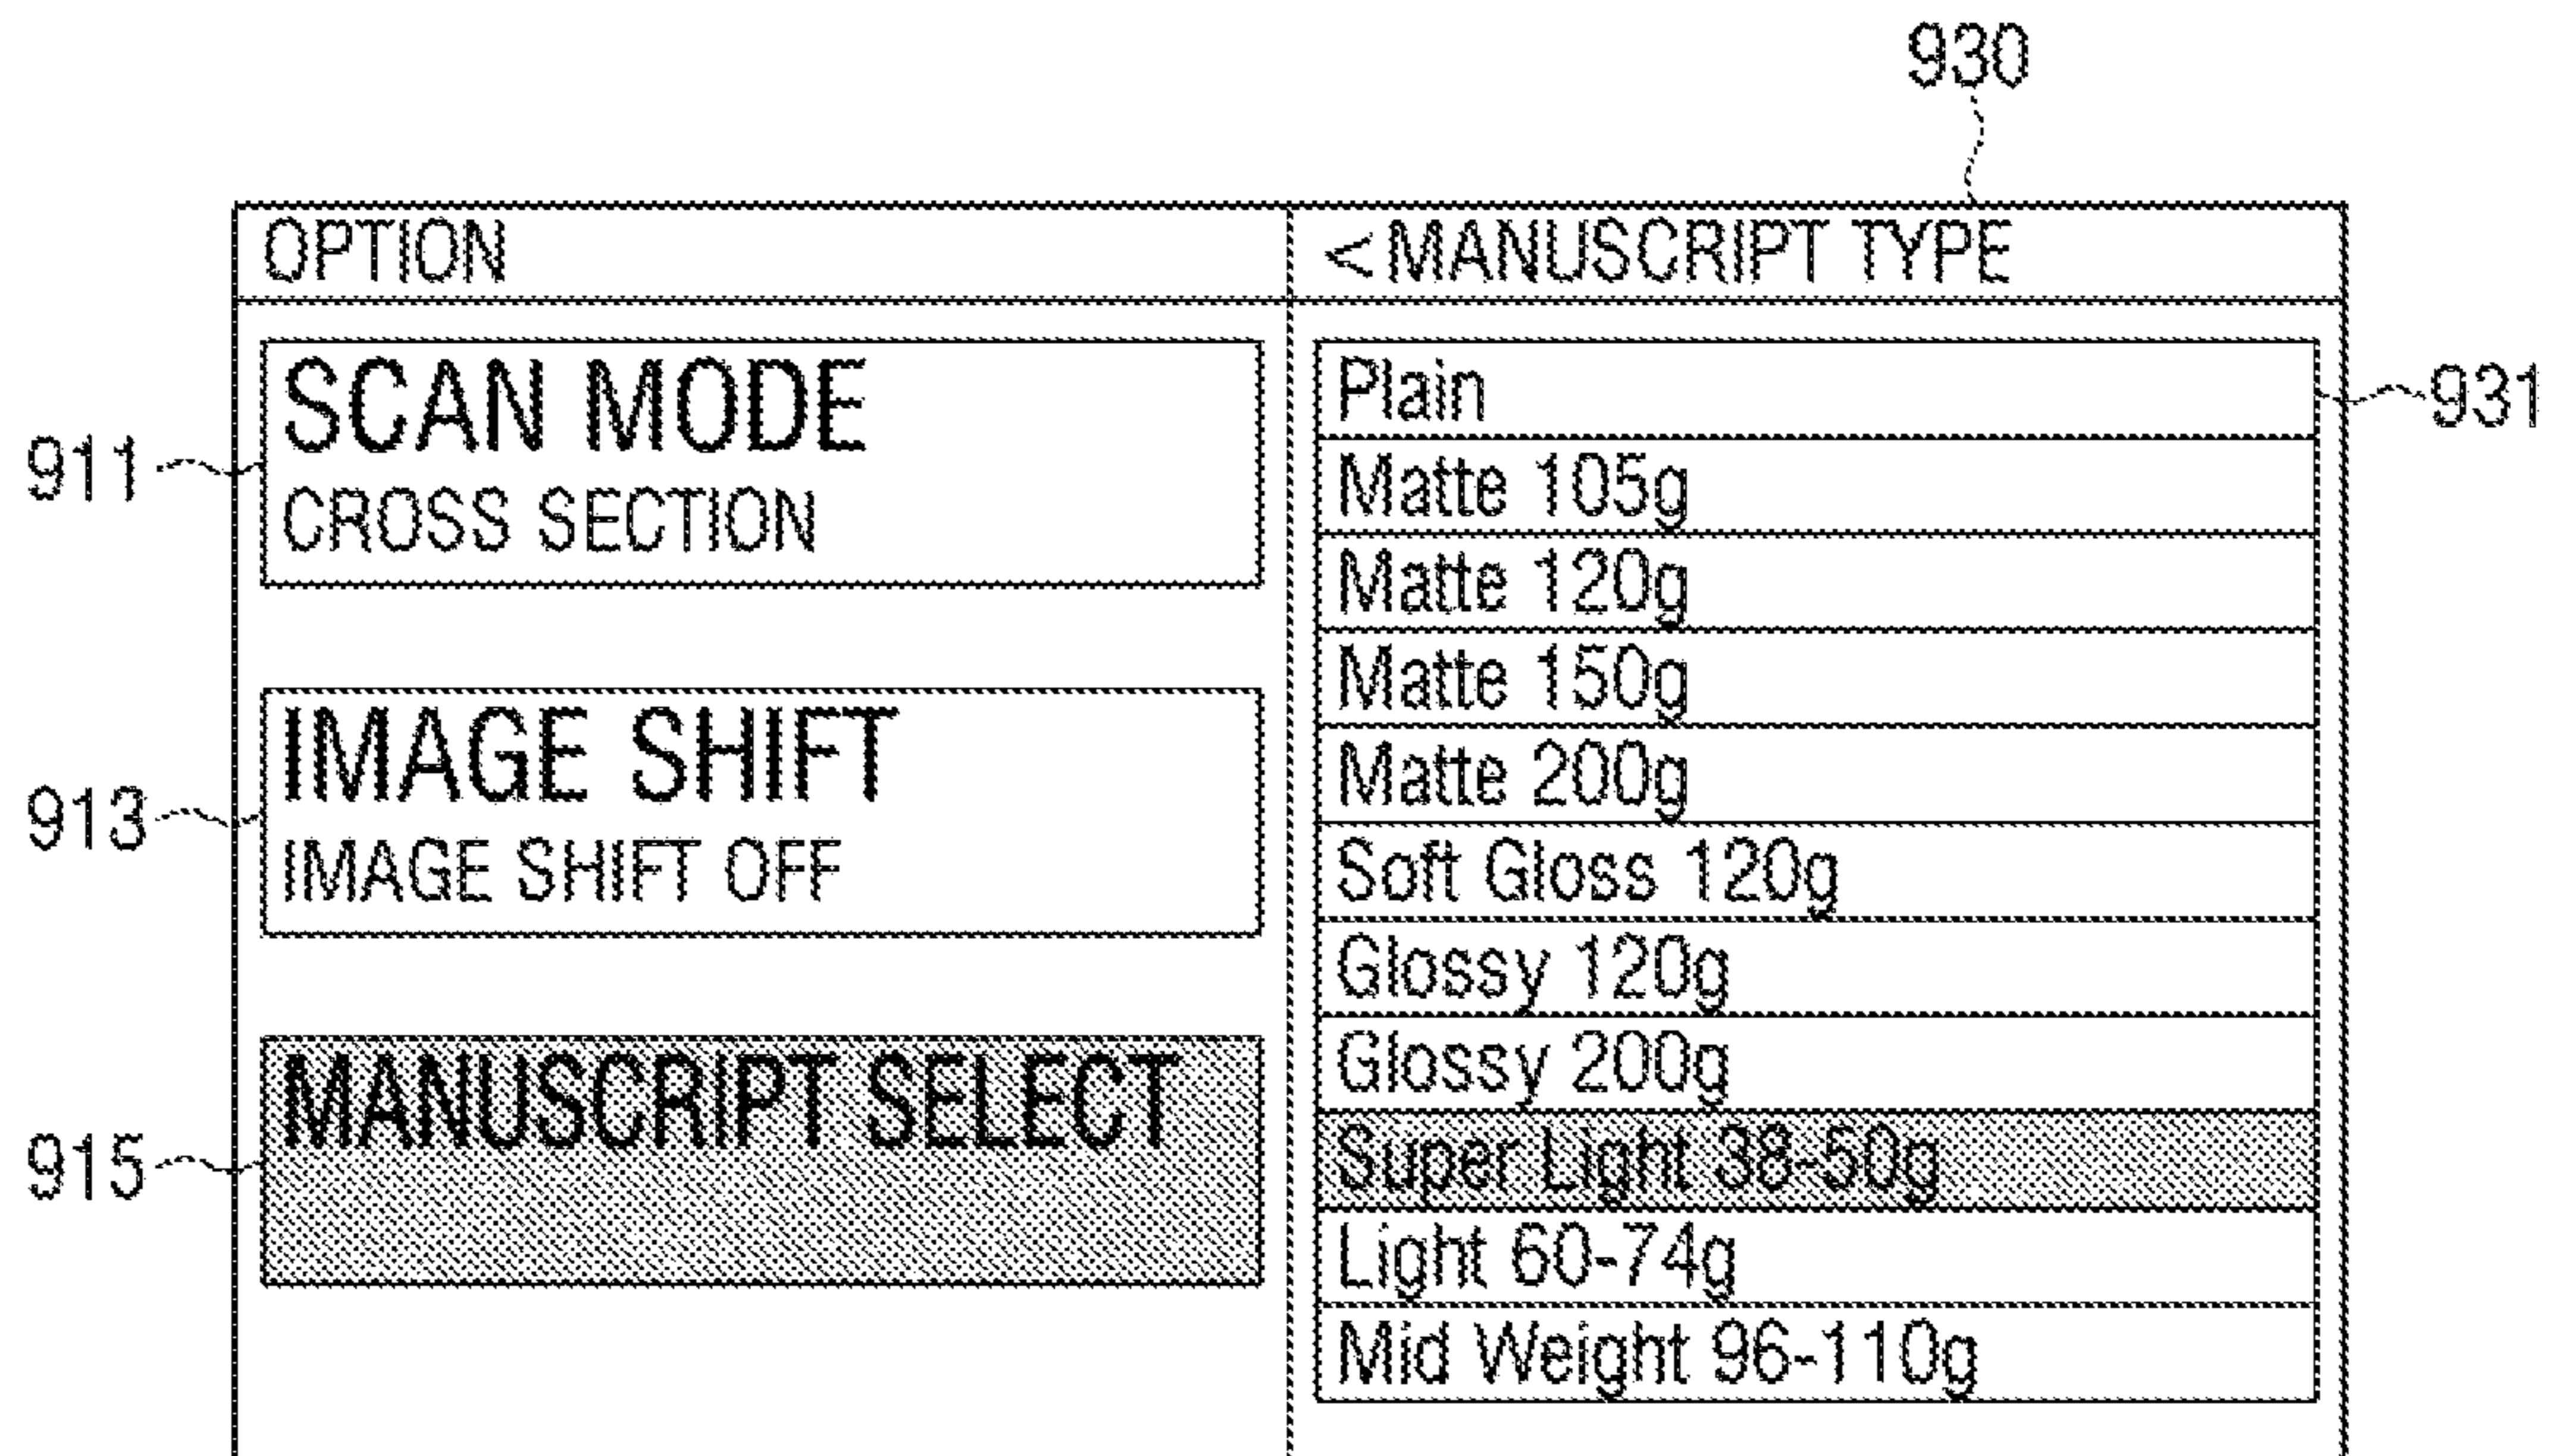 930
OPTION
<MANUSCRIPT TYPE
911
SCAN MODE
CROSS SECTION
913
IMAGE SHIFT
IMAGE SHIFT OFF
915
MANUSCRIPT SELECT
Plain
931
Matte 105g
Matte 120g
Matte 150g
Matte 200g
Soft Gloss 120g
Glossy 120g
Glossy 200g
Super Light 38-50g
Light 60-74g
Mid Weight 96-110g